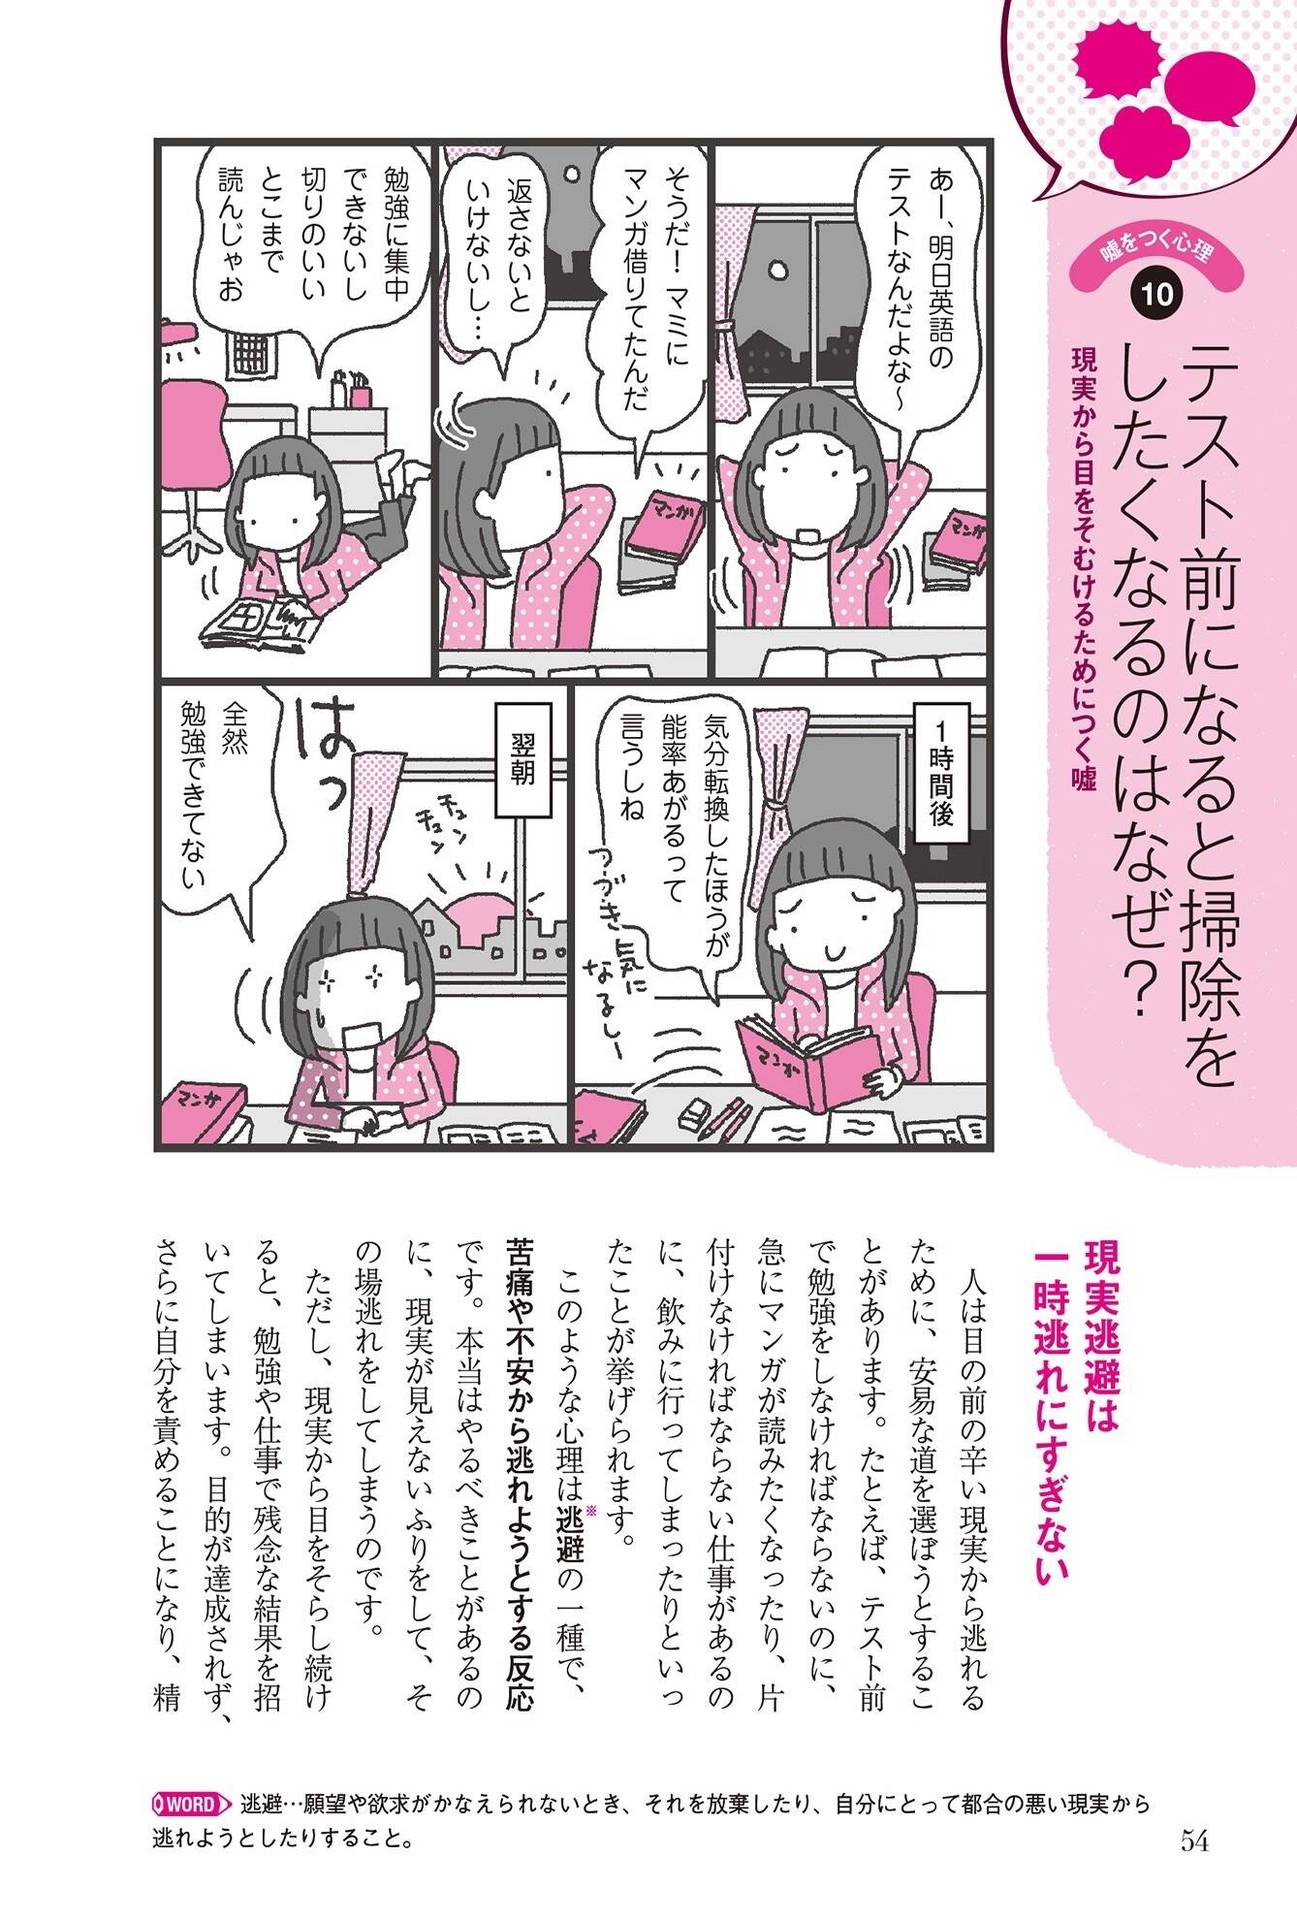 嘘をつく心理
10
テスト前になると掃除を
したくなるのはなぜ？
現実から目をそむけるためにつく嘘
あー、明日英語の
テストなんだよな〜
マンガ
そうだ！マミに
マンガ借りてたんだ
返さないと
いけないし…
マンガ
勉強に集中
できないし
切りのいい
とこまで
読んじゃお
1時間後
気分転換したほうが
能率あがるって
言うしね
つづき気に
なるしー
マンガ
翌朝
チュン
チュン
はっ
全然
勉強できてない
マンガ
現実逃避は
一時逃れにすぎない
人は目の前の辛い現実から逃れる
ために、安易な道を選ぼうとするこ
とがあります。たとえば、テスト前
で勉強をしなければならないのに、
急にマンガが読みたくなったり、片
付けなければならない仕事があるの
に、飲みに行ってしまったりといっ
たことが挙げられます。
このような心理は逃避※の一種で、
苦痛や不安から逃れようとする反応
です。本当はやるべきことがあるの
に、現実が見えないふりをして、そ
の場逃れをしてしまうのです。
ただし、現実から目をそらし続け
ると、勉強や仕事で残念な結果を招
いてしまいます。目的が達成されず、
さらに自分を責めることになり、精
WORD 逃避…願望や欲求がかなえられないとき、それを放棄したり、自分にとって都合の悪い現実から
逃れようとしたりすること。
54